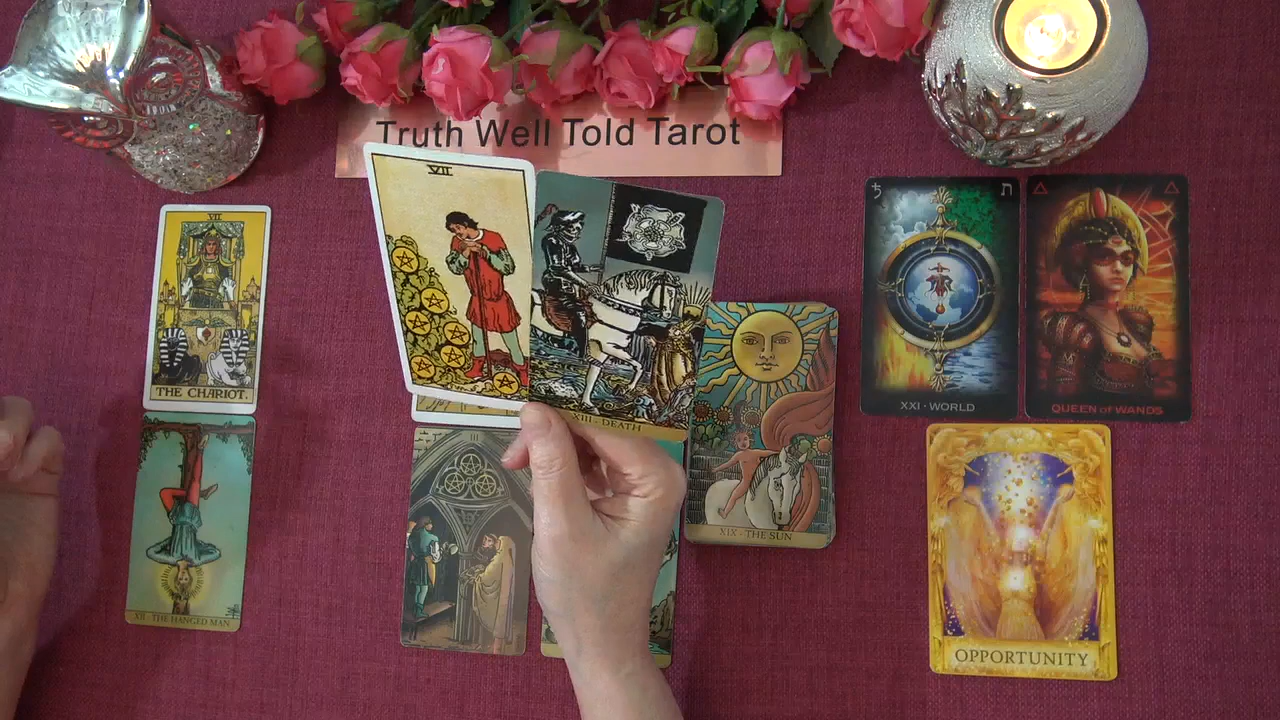 Truth Well Told Tarot
VII
THE CHARIOT.
XII · THE HANGED MAN
VII
XIII · DEATH
III
XIX · THE SUN
XXI · WORLD
QUEEN of WANDS
OPPORTUNITY